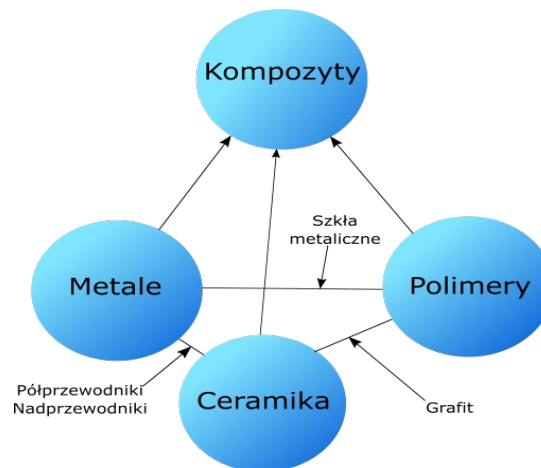 Kompozyty
Szkła
metaliczne
Metale
Polimery
Półprzewodniki
Nadprzewodniki
Ceramika
Grafit